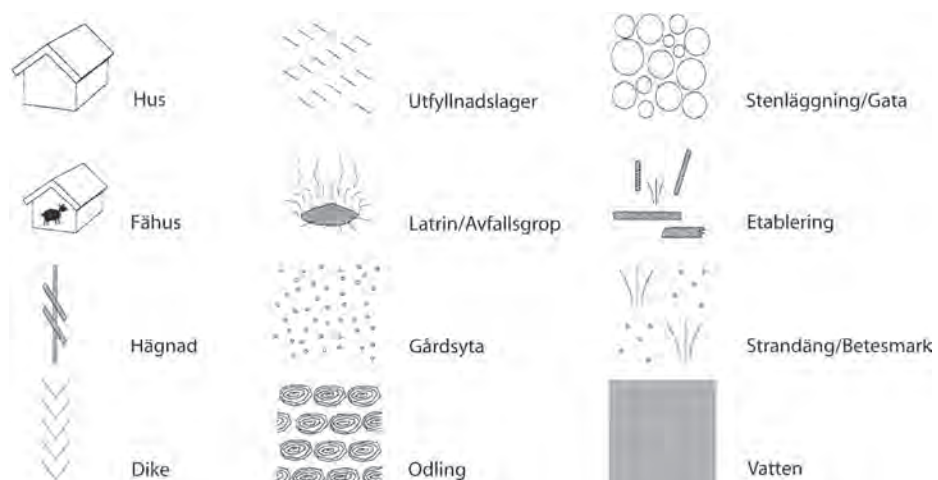 Hus
Utfyllnadslager
Stenläggning/Gata
Fähus
Latrin/Avfallsgrop
Etablering
Hägnad
Gårdsyta
Strandäng/Betesmark
Dike
Odling
Vatten